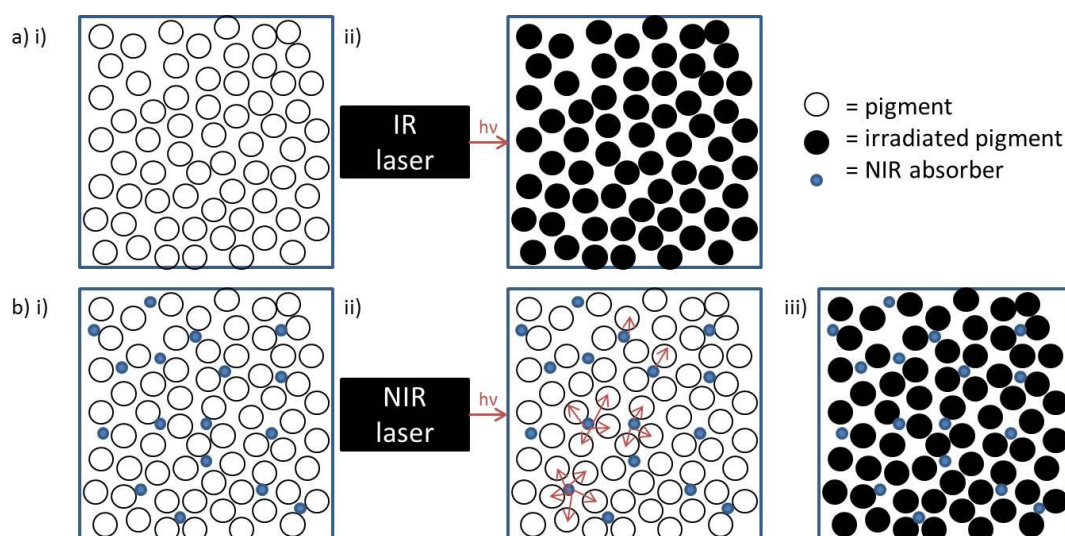 a) i)
ii)
IR
laser
hν
= pigment
= irradiated pigment
= NIR absorber
b) i)
ii)
iii)
NIR
laser
hν